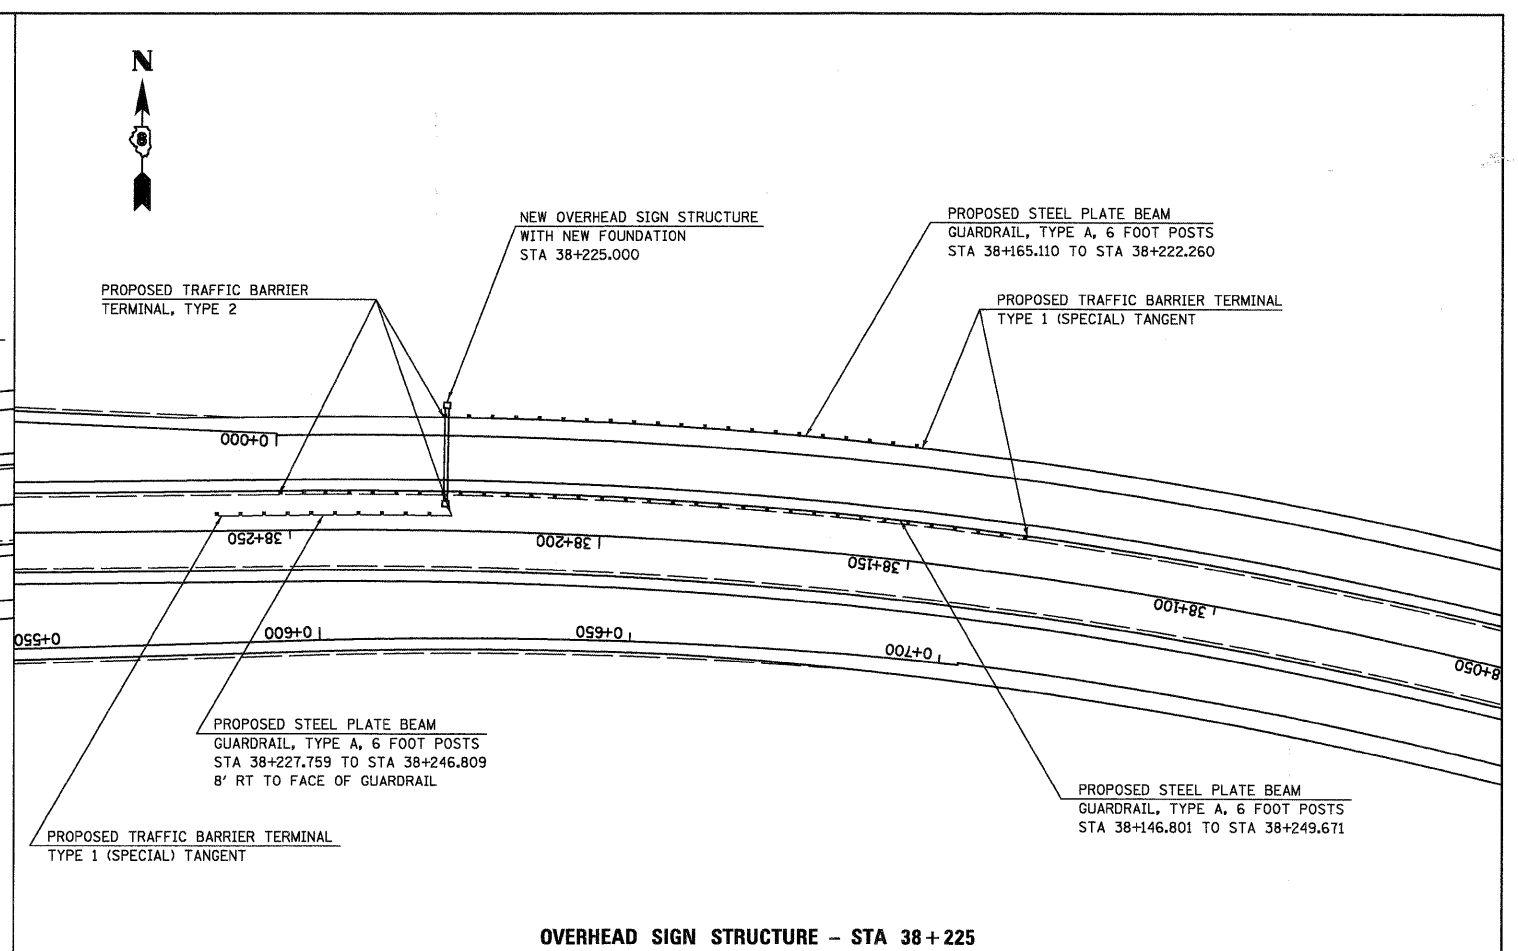 N
8
NEW OVERHEAD SIGN STRUCTURE
WITH NEW FOUNDATION
STA 38+225.000
PROPOSED STEEL PLATE BEAM
GUARDRAIL, TYPE A, 6 FOOT POSTS
STA 38+165.110 TO STA 38+222.260
PROPOSED TRAFFIC BARRIER
TERMINAL, TYPE 2
PROPOSED TRAFFIC BARRIER TERMINAL
TYPE 1 (SPECIAL) TANGENT
0+000
38+250
38+200
38+150
38+100
8+050
0+550
0+600
0+650
0+700
PROPOSED STEEL PLATE BEAM
GUARDRAIL, TYPE A, 6 FOOT POSTS
STA 38+227.759 TO STA 38+246.809
8' RT TO FACE OF GUARDRAIL
PROPOSED STEEL PLATE BEAM
GUARDRAIL, TYPE A, 6 FOOT POSTS
STA 38+146.801 TO STA 38+249.671
PROPOSED TRAFFIC BARRIER TERMINAL
TYPE 1 (SPECIAL) TANGENT
OVERHEAD SIGN STRUCTURE - STA 38+225